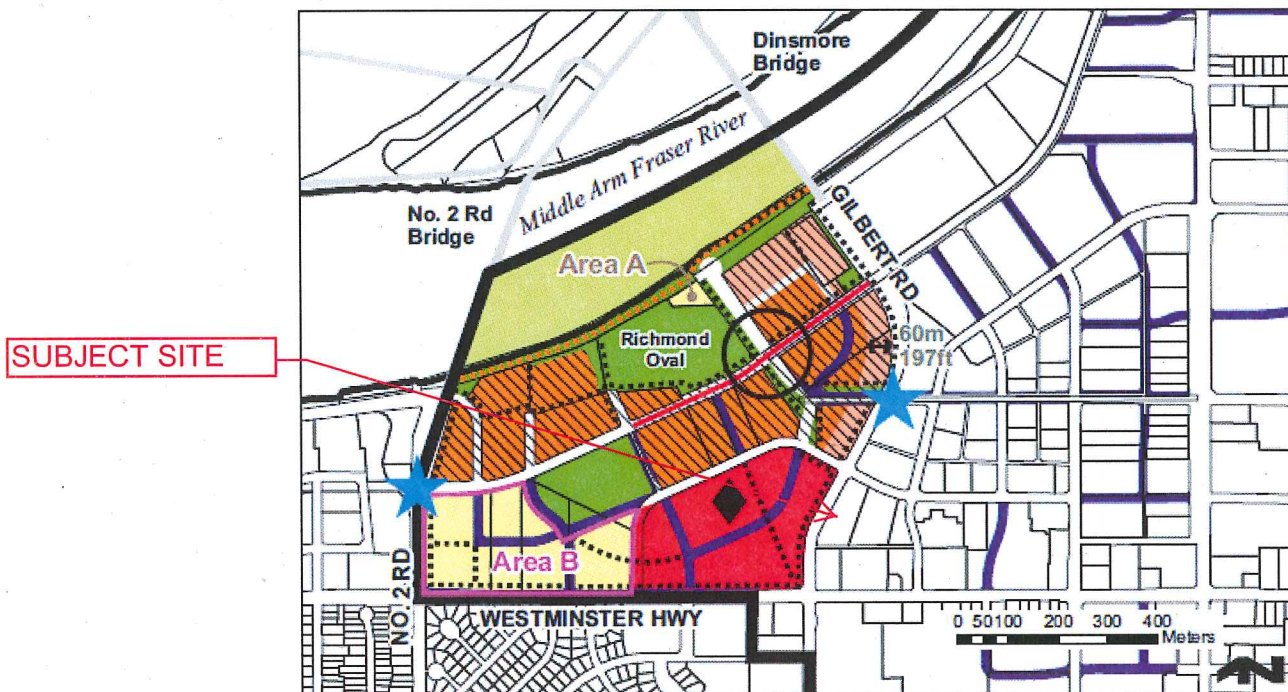 Dinsmore
Bridge
Middle Arm Fraser River
No. 2 Rd
Bridge
GILBERT RD
Area A
SUBJECT SITE
Richmond
Oval
60m
197ft
Area B
NO. 2 RD
WESTMINSTER HWY
0 50 100 200 300 400
Meters
N